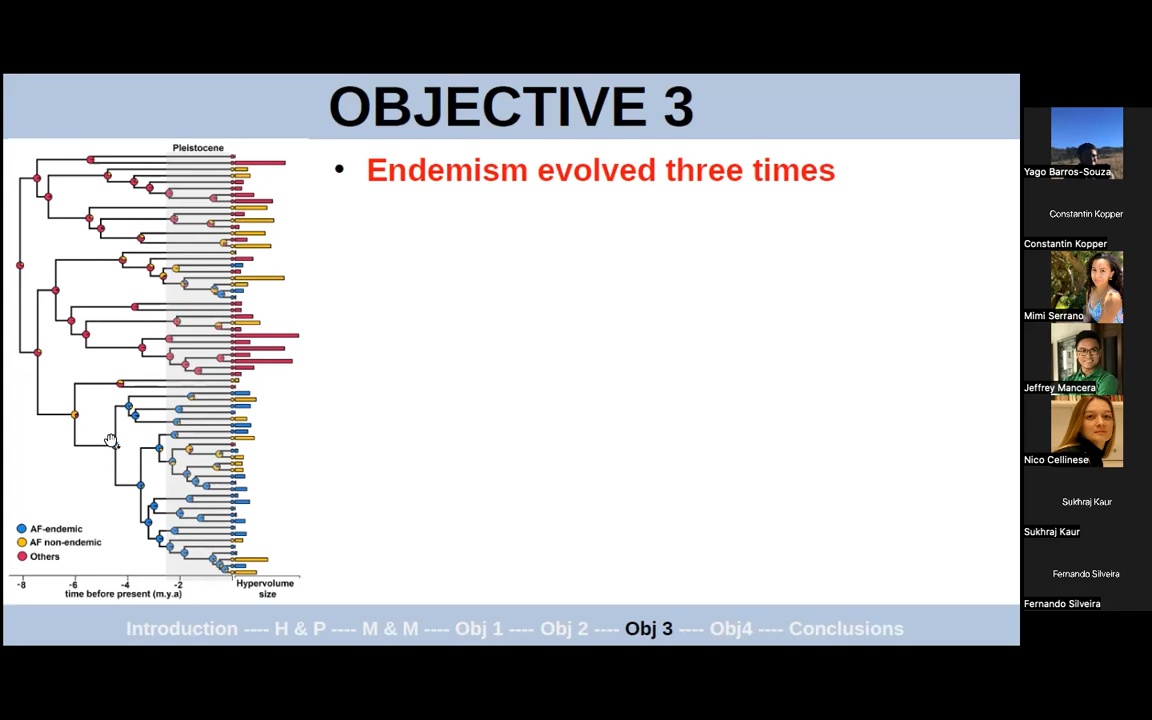 OBJECTIVE 3
Pleistocene
• Endemism evolved three times
AF-endemic
AF non-endemic
Others
-8 -6 -4 -2
time before present (m.y.a)
Hypervolume
size
Introduction ---- H & P ---- M & M ---- Obj 1 ---- Obj 2 ---- Obj 3 ---- Obj4 ---- Conclusions
Yago Barros-Souza
Constantin Kopper
Constantin Kopper
Mimi Serrano
Jeffrey Mancera
Nico Cellinese
Sukhraj Kaur
Sukhraj Kaur
Fernando Silveira
Fernando Silveira